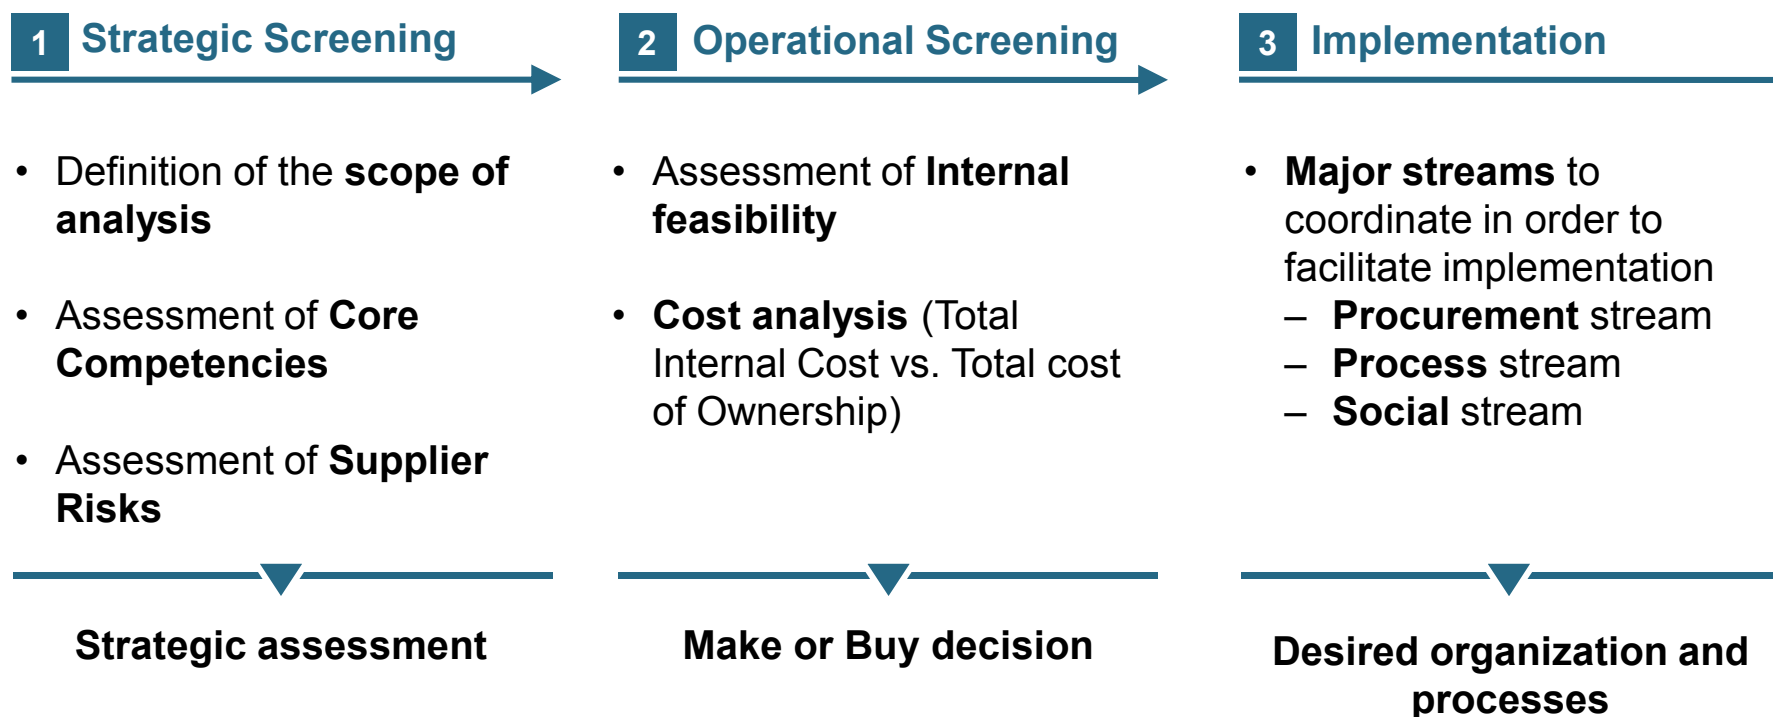 1 Strategic Screening
• Definition of the scope of
analysis
• Assessment of Core
Competencies
• Assessment of Supplier
Risks
Strategic assessment
2 Operational Screening
• Assessment of Internal
feasibility
• Cost analysis (Total
Internal Cost vs. Total cost
of Ownership)
Make or Buy decision
3 Implementation
• Major streams to
coordinate in order to
facilitate implementation
– Procurement stream
– Process stream
– Social stream
Desired organization and
processes